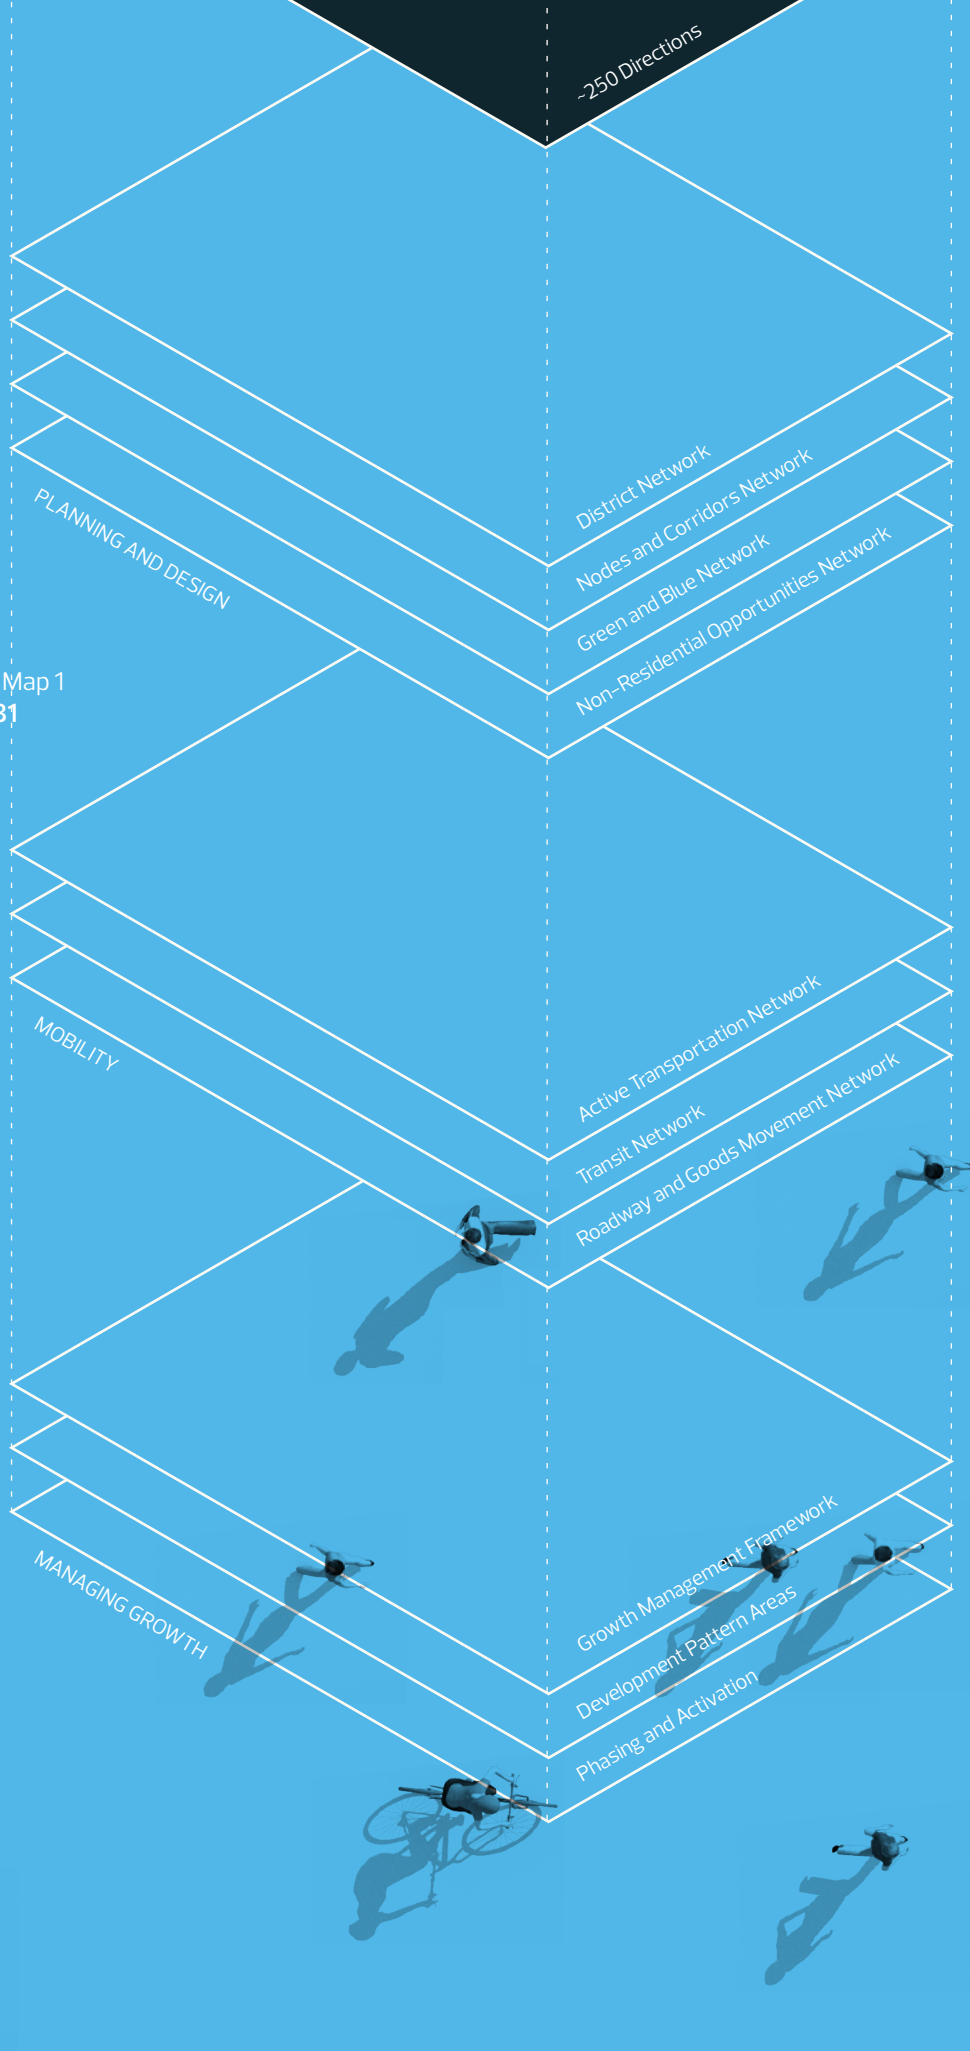 ~250 Directions
District Network
Nodes and Corridors Network
Green and Blue Network
Non-Residential Opportunities Network
PLANNING AND DESIGN
Map 1
31
Active Transportation Network
Transit Network
Roadway and Goods Movement Network
MOBILITY
Growth Management Framework
Development Pattern Areas
Phasing and Activation
MANAGING GROWTH